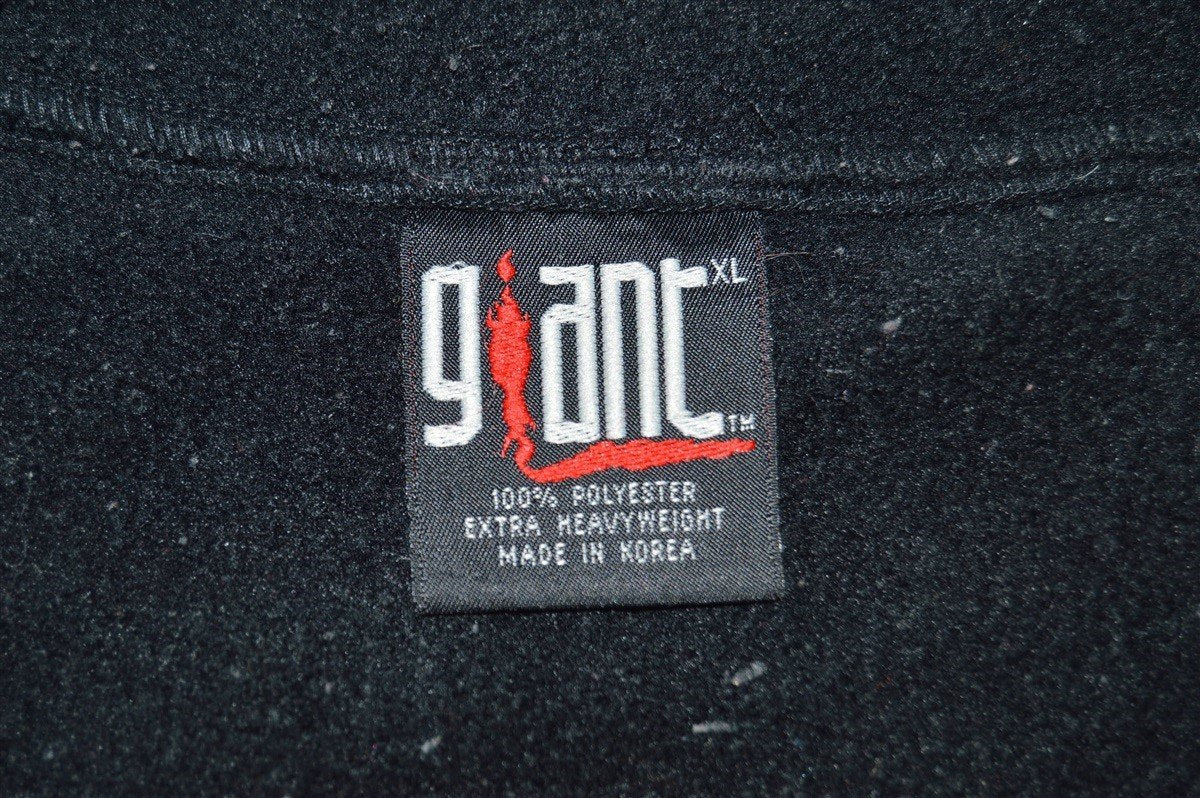 giant XL
TM
100% POLYESTER
EXTRA HEAVYWEIGHT
MADE IN KOREA